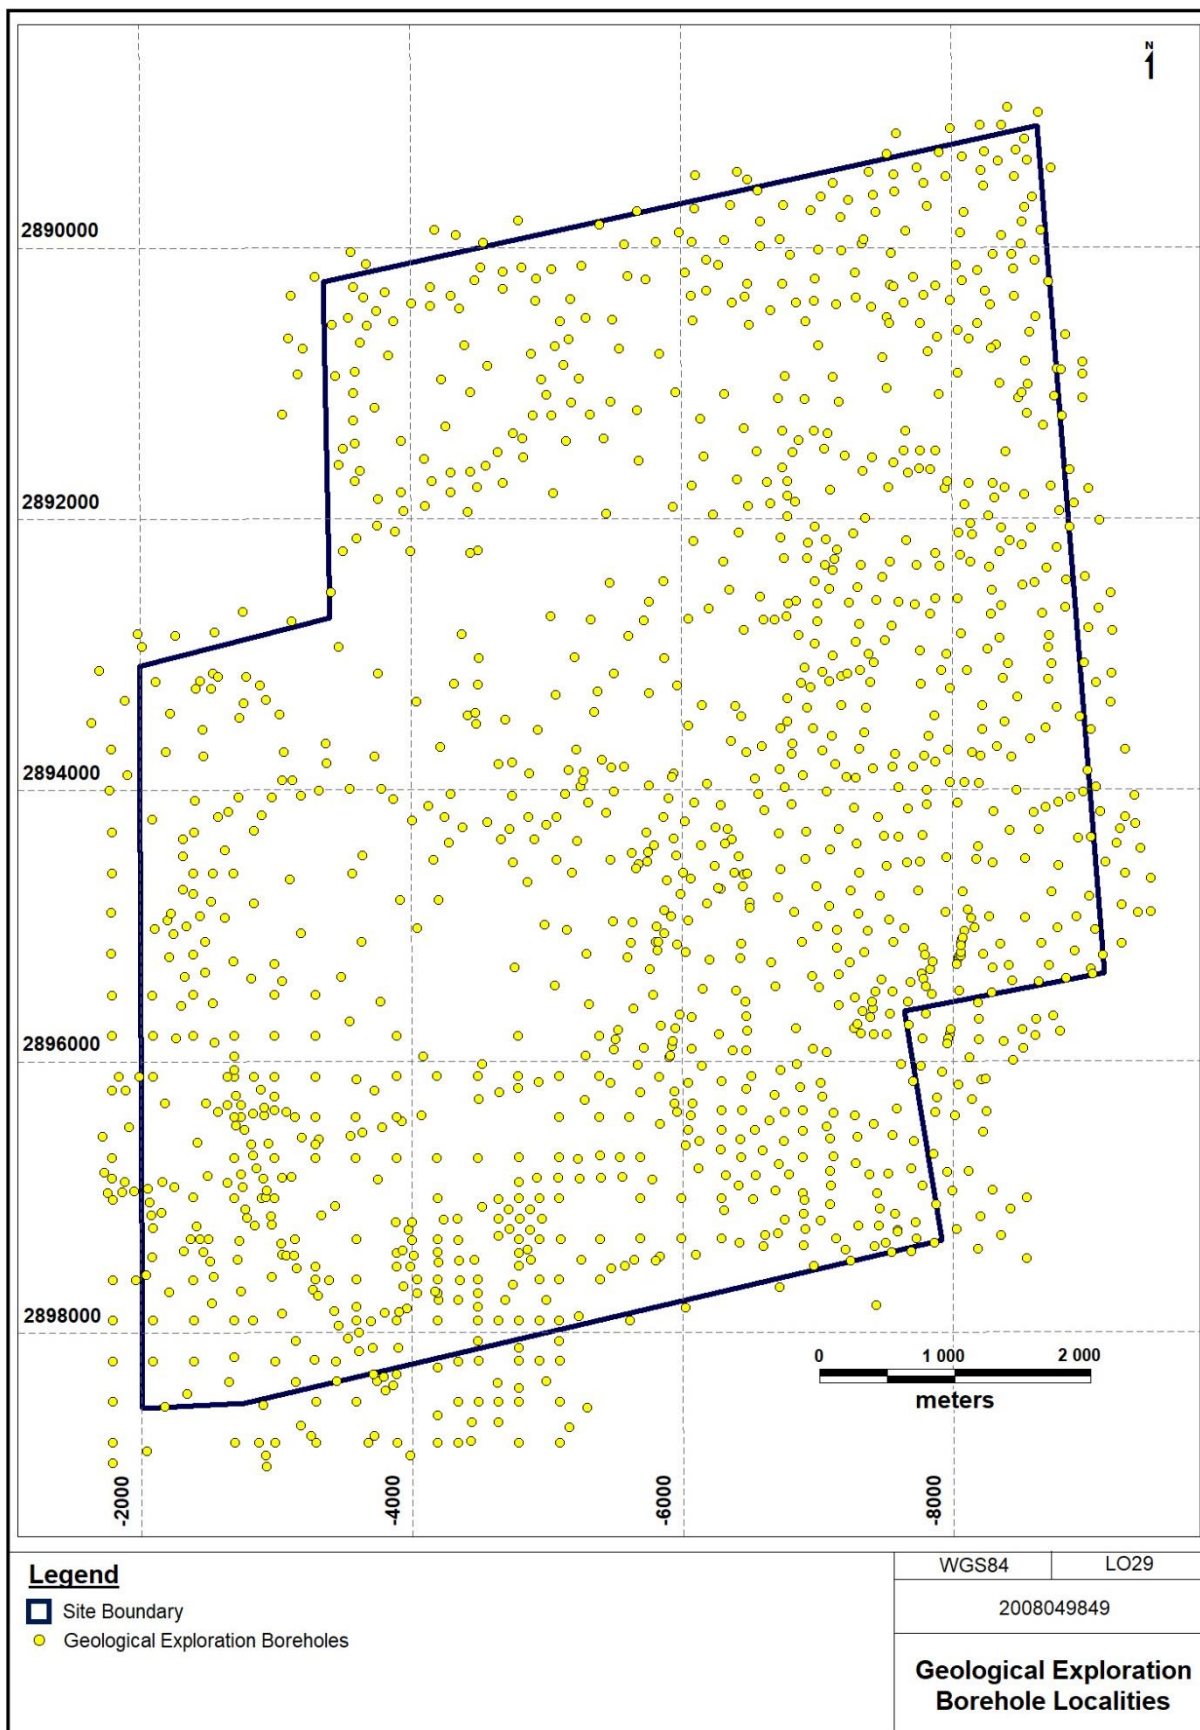 N
2890000
2892000
2894000
2896000
2898000
-2000
-4000
-6000
-8000
0 1 000 2 000
meters
Legend
Site Boundary
Geological Exploration Boreholes
WGS84 LO29
2008049849
Geological Exploration
Borehole Localities